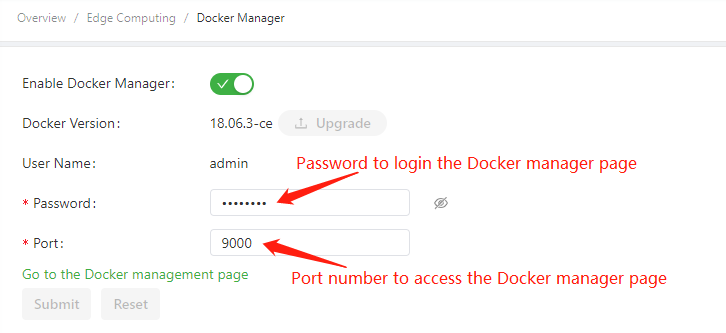 Overview / Edge Computing / Docker Manager
Enable Docker Manager:
Docker Version: 18.06.3-ce Upgrade
User Name: admin
Password to login the Docker manager page
* Password: ••••••••
* Port: 9000
Go to the Docker management page
Port number to access the Docker manager page
Submit Reset